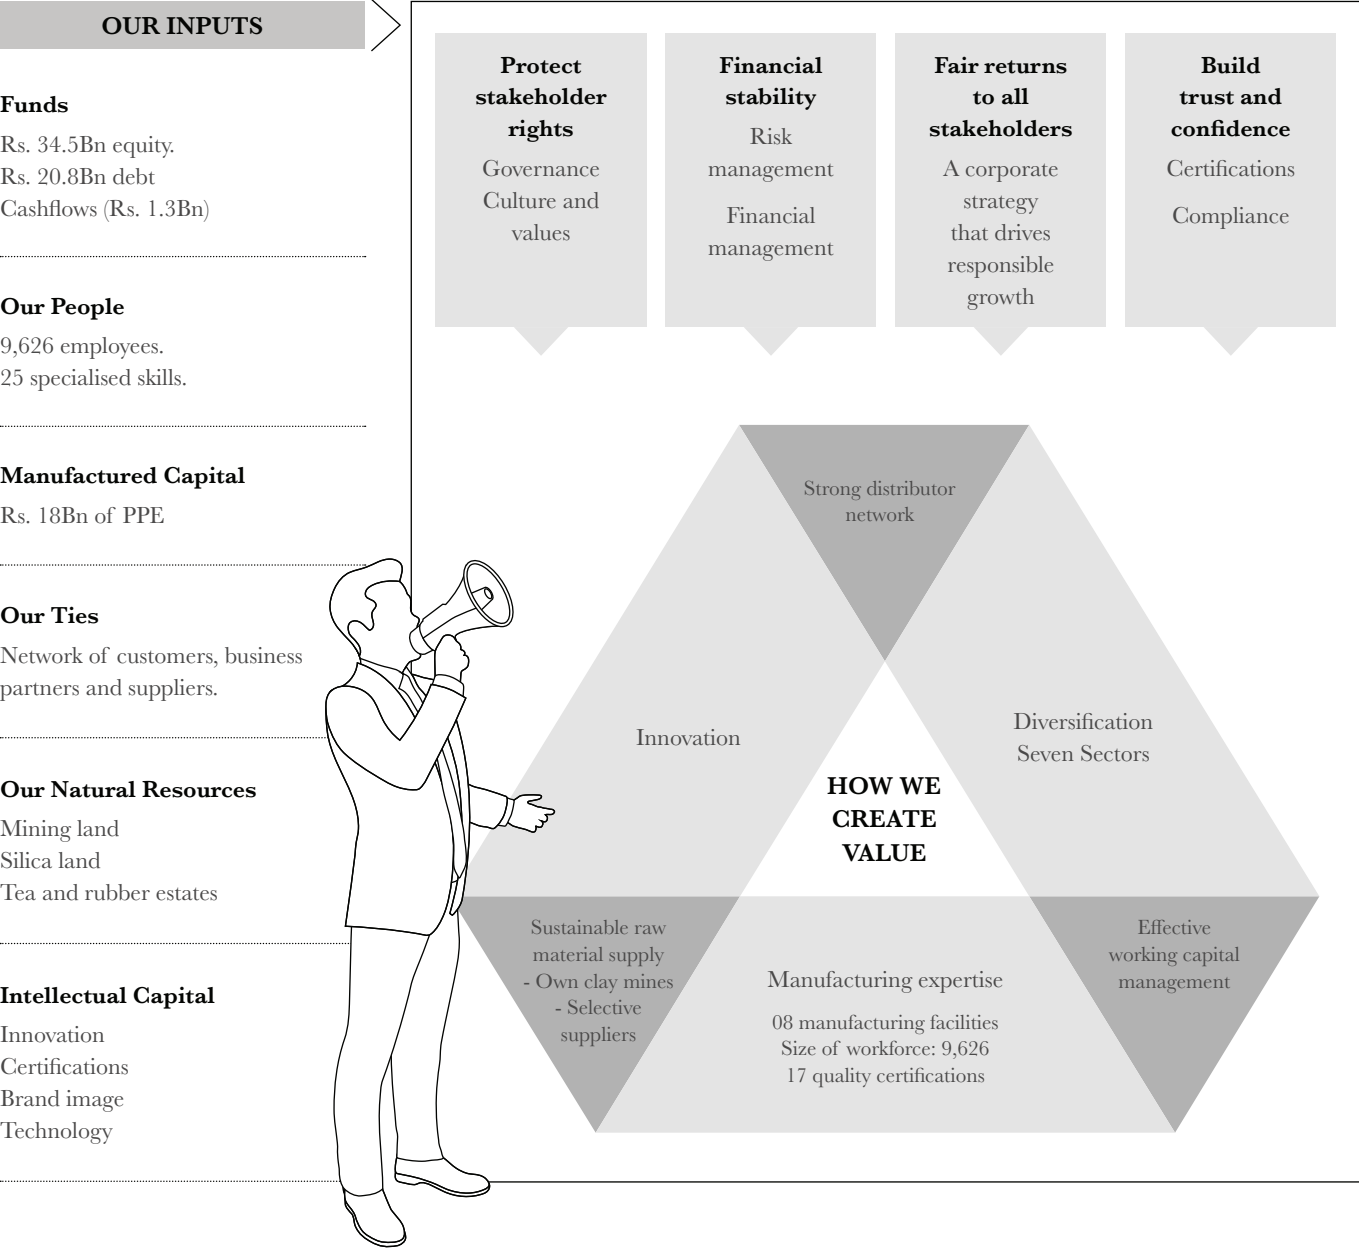 OUR INPUTS
Funds
Rs. 34.5Bn equity.
Rs. 20.8Bn debt
Cashflows (Rs. 1.3Bn)
Our People
9,626 employees.
25 specialised skills.
Manufactured Capital
Rs. 18Bn of PPE
Our Ties
Network of customers, business
partners and suppliers.
Our Natural Resources
Mining land
Silica land
Tea and rubber estates
Intellectual Capital
Innovation
Certifications
Brand image
Technology
Protect
stakeholder
rights
Governance
Culture and
values
Financial
stability
Risk
management
Financial
management
Fair returns
to all
stakeholders
A corporate
strategy
that drives
responsible
growth
Build
trust and
confidence
Certifications
Compliance
Strong distributor
network
Innovation
Diversification
Seven Sectors
HOW WE
CREATE
VALUE
Sustainable raw
material supply
- Own clay mines
- Selective
suppliers
Manufacturing expertise
08 manufacturing facilities
Size of workforce: 9,626
17 quality certifications
Effective
working capital
management